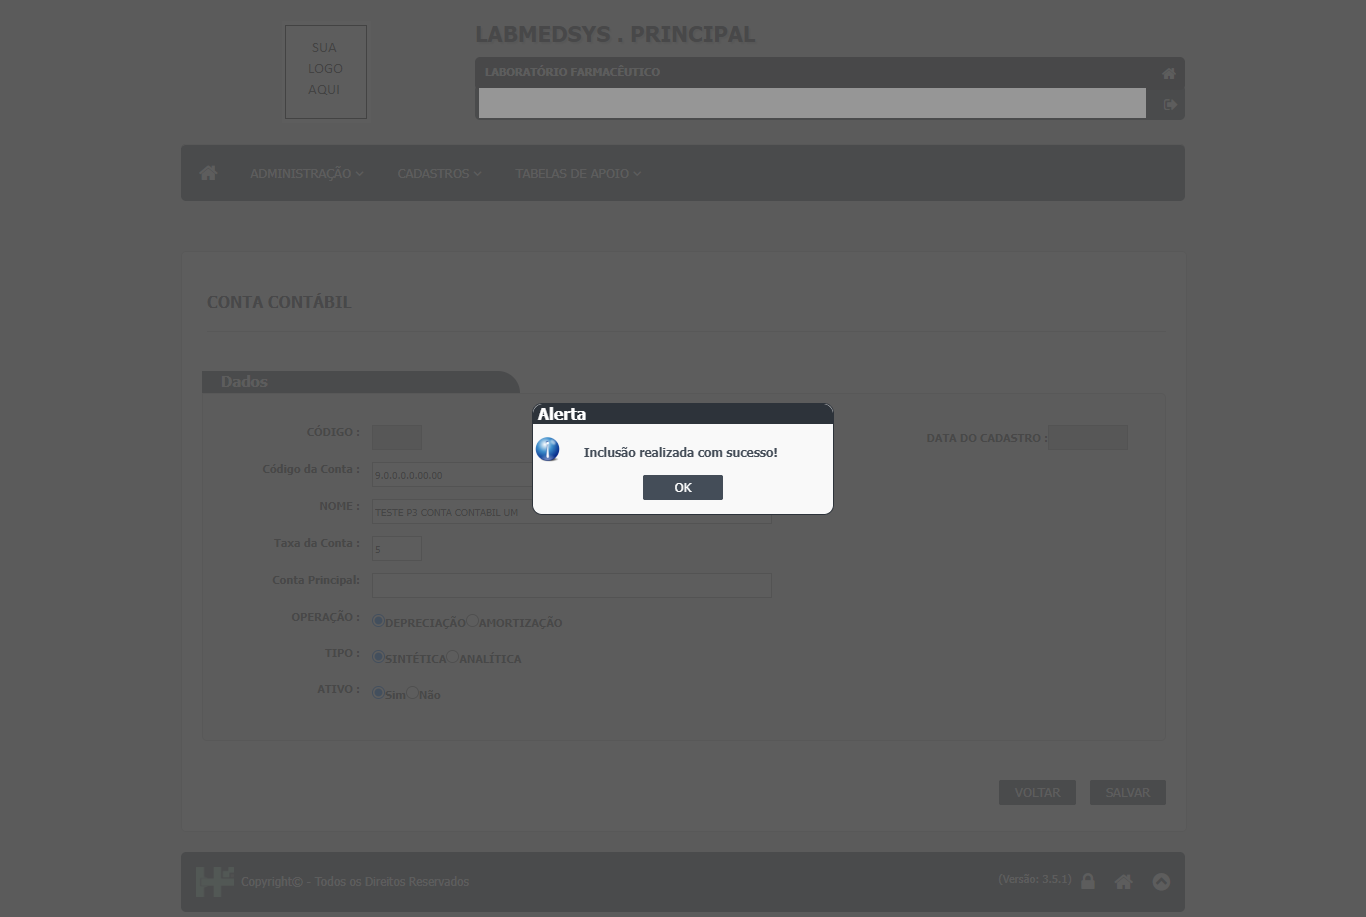 SUA
LOGO
AQUI
LABMEDSYS . PRINCIPAL
LABORATÓRIO FARMACÊUTICO
ADMINISTRAÇÃO
CADASTROS
TABELAS DE APOIO
CONTA CONTÁBIL
Dados
CÓDIGO :
DATA DO CADASTRO :
Código da Conta : 9.0.0.0.0.00.00
NOME : TESTE P3 CONTA CONTABIL UM
Taxa da Conta : 5
Conta Principal:
OPERAÇÃO : DEPRECIAÇÃO AMORTIZAÇÃO
TIPO : SINTÉTICA ANALÍTICA
ATIVO : Sim Não
Alerta
Inclusão realizada com sucesso!
OK
VOLTAR
SALVAR
Copyright© - Todos os Direitos Reservados
(Versão: 3.5.1)